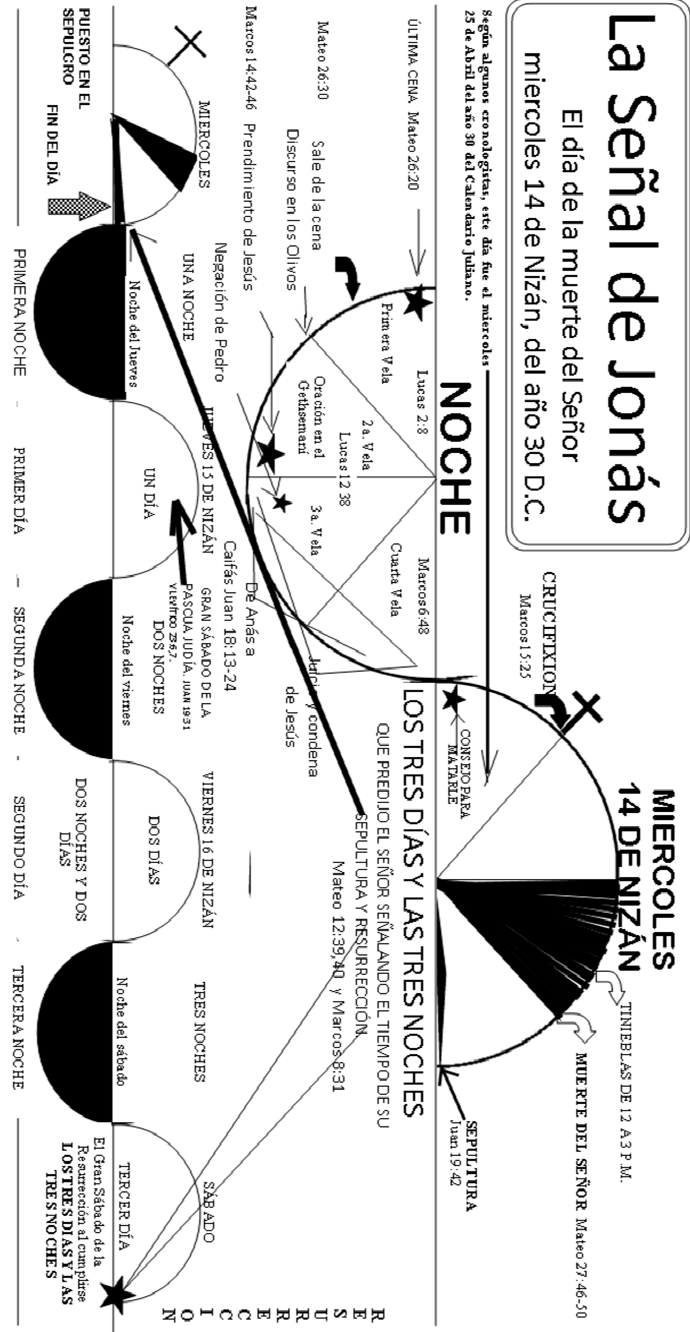 La Señal de Jonás
El día de la muerte del Señor
miercoles 14 de Nizán, del año 30 D.C.
Según algunos cronologistas, este día fue el miercoles
25 de Abril del año 30 del Calendario Juliano.
MIERCOLES
14 DE NIZÁN
CRUCIFIXION
Marcos 15:25
TINIEBLAS DE 12 A 3 P.M.
MUERTE DEL SEÑOR Mateo 27:46-50
SEPULTURA
Juan 19:42
CONSEJO PARA
MATARLE
NOCHE
ÚLTIMA CENA Mateo 26:20
Lucas 2:8
Marcos 6:48
Primera Vela
2a. Vela
Lucas 12 38
3a. Vela
Cuarta Vela
Sale de la cena
Discurso en los Olivos
Mateo 26:30
Oración en el
Gethsemaní
Marcos 14:42-46 Prendimiento de Jesús
Negación de Pedro
De Anás a
Caifás Juan 18:13-24
Juicio y condena
de Jesús
LOS TRES DÍAS Y LAS TRES NOCHES
QUE PREDIJO EL SEÑOR SEÑALANDO EL TIEMPO DE SU
SEPULTURA Y RESURRECCIÓN
Mateo 12:39,40 y Marcos 8:31
MIERCOLES
UNA NOCHE
JUEVES 15 DE NIZÁN
GRAN SÁBADO DE LA
PASCUA JUDÍA. JUAN 19:31
Y LEVÍTICO 23:6,7.
DOS NOCHES
VIERNES 16 DE NIZÁN
TRES NOCHES
SÁBADO
RESURRECCION
Noche del Jueves
UN DÍA
Noche del viernes
DOS DÍAS
Noche del sábado
TERCER DÍA
PUESTO EN EL
SEPULCRO
FIN DEL DÍA
DOS NOCHES Y DOS
DÍAS
El Gran Sábado de la
Resurrección al cumplirse
LOS TRES DIAS Y LAS
TRES NOCHES
PRIMERA NOCHE - PRIMER DÍA - SEGUNDA NOCHE - SEGUNDO DÍA - TERCERA NOCHE